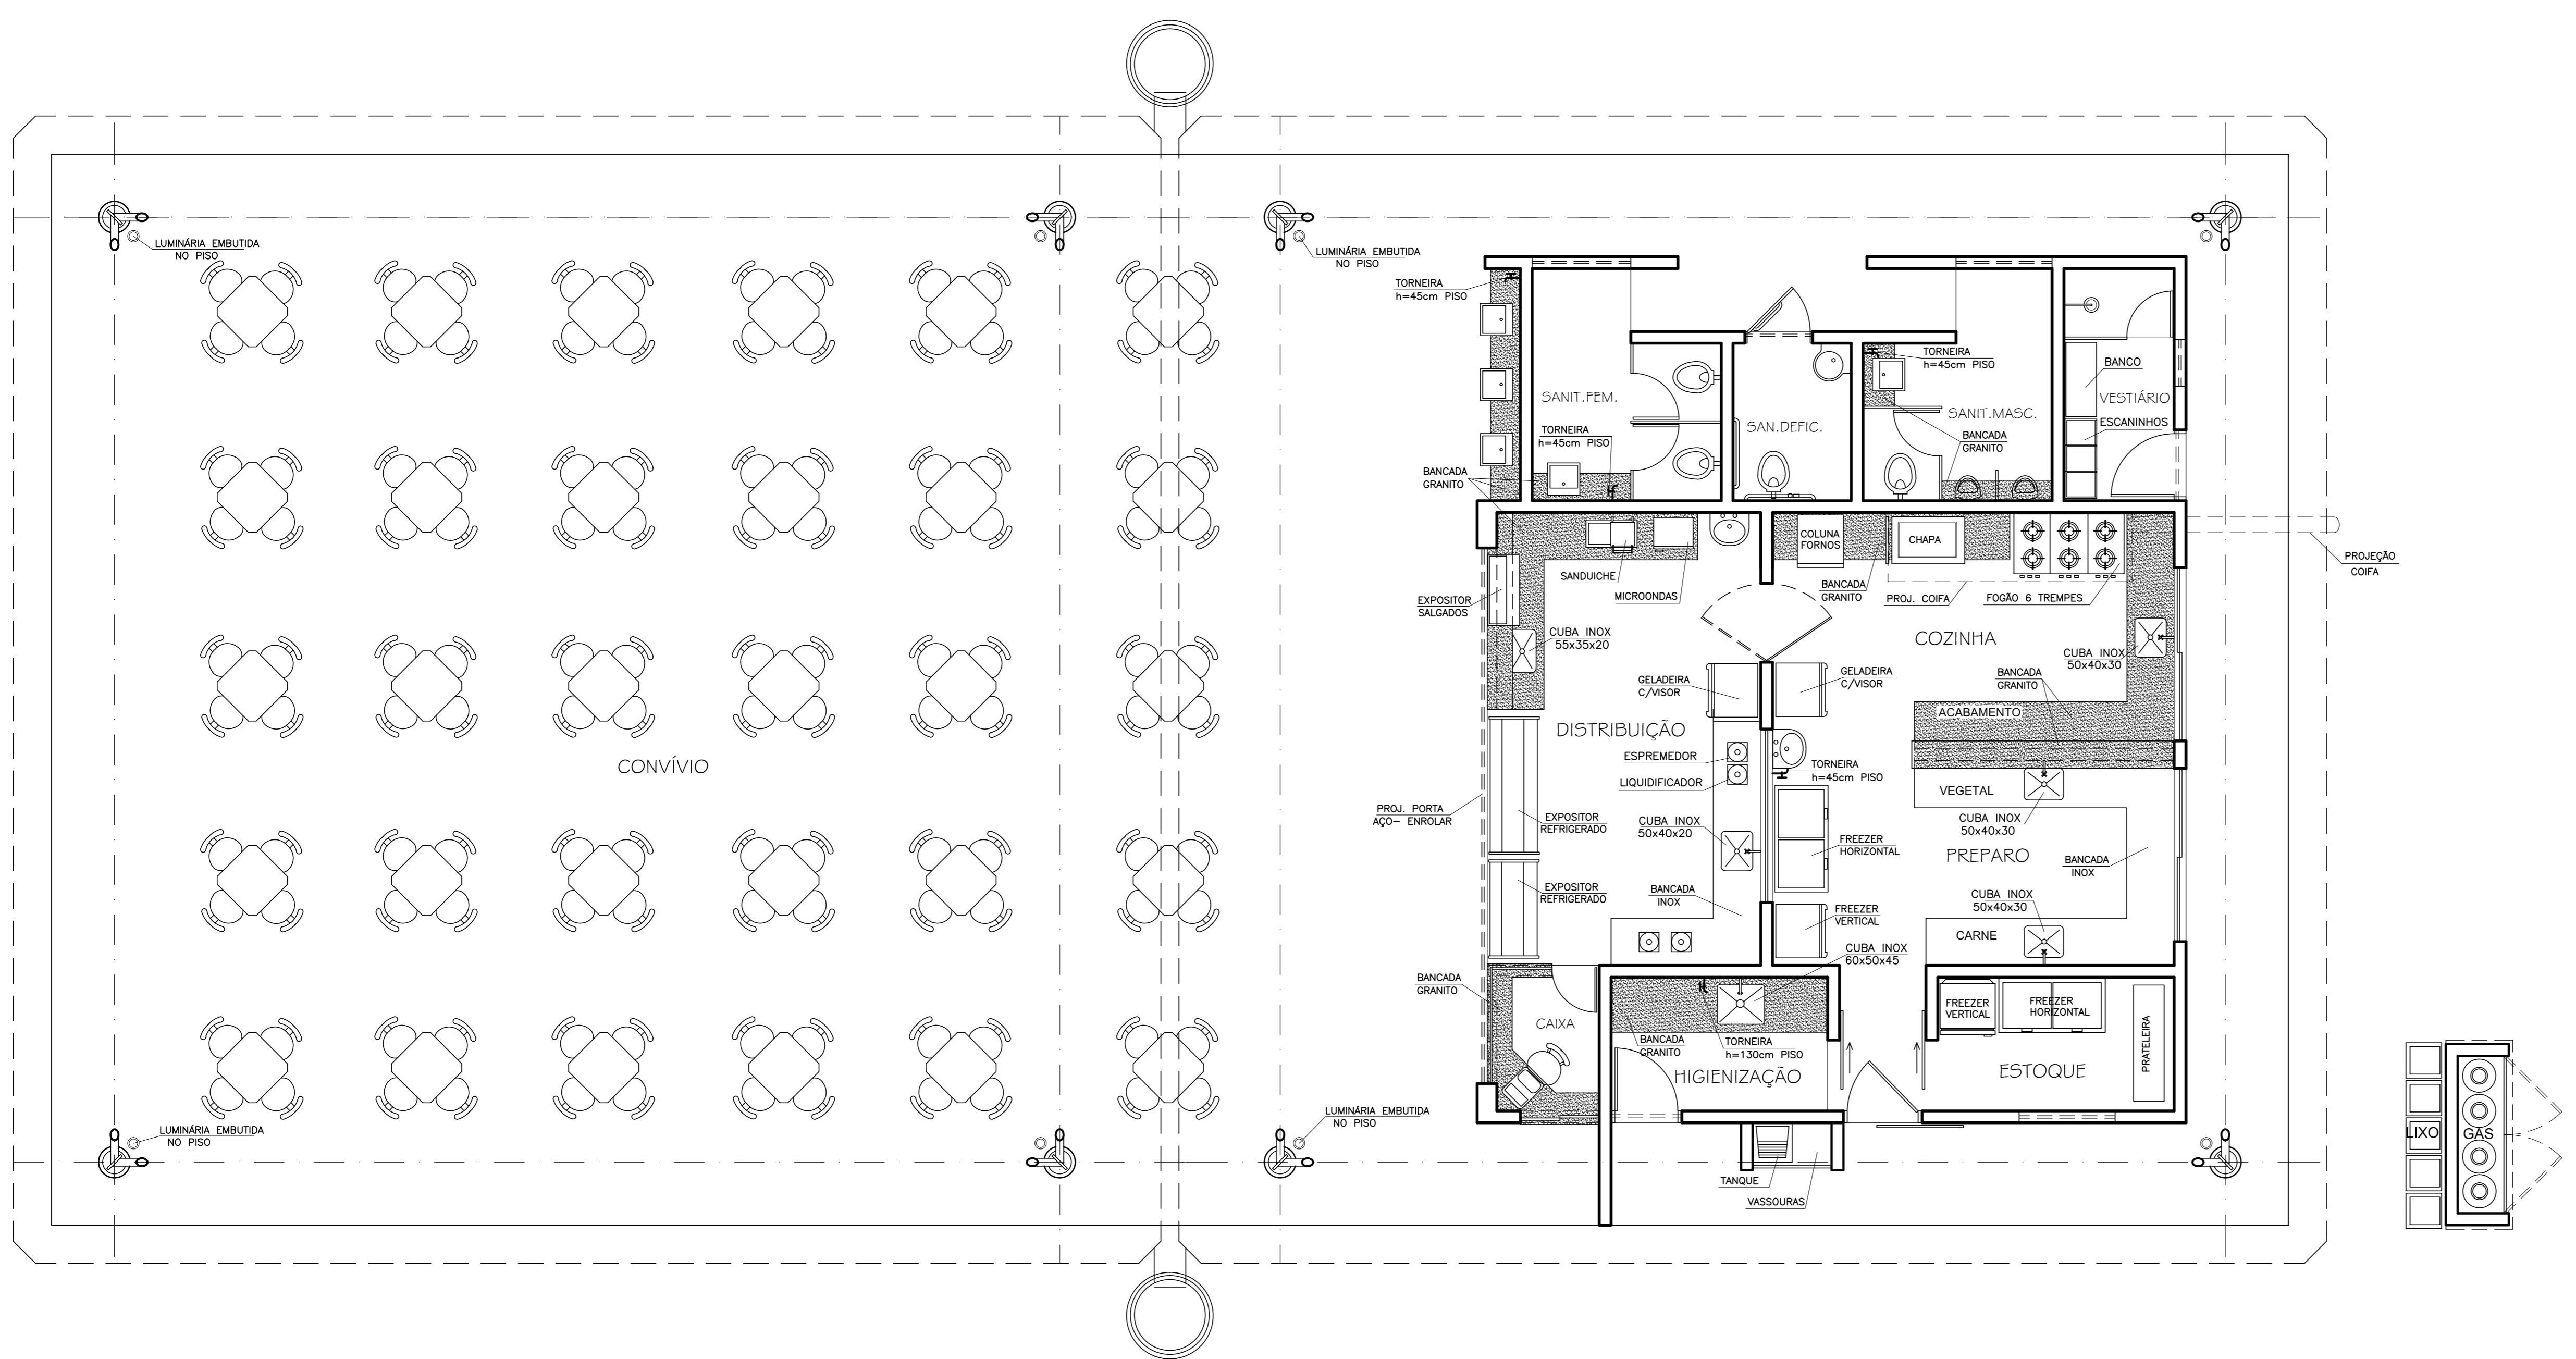 LUMINÁRIA EMBUTIDA
NO PISO
LUMINÁRIA EMBUTIDA
NO PISO
TORNEIRA
h=45cm PISO
TORNEIRA
h=45cm PISO
BANCO
SANIT.FEM.
VESTIÁRIO
SANIT.MASC.
SAN.DEFIC.
ESCANINHOS
TORNEIRA
h=45cm PISO
BANCADA
GRANITO
BANCADA
GRANITO
COLUNA
FORNOS
CHAPA
PROJEÇÃO
COIFA
SANDUICHE
MICROONDAS
BANCADA
GRANITO
PROJ. COIFA
FOGÃO 6 TREMPES
EXPOSITOR
SALGADOS
CUBA INOX
55x35x20
COZINHA
CUBA INOX
50x40x30
GELADEIRA
C/VISOR
GELADEIRA
C/VISOR
BANCADA
GRANITO
ACABAMENTO
DISTRIBUIÇÃO
ESPREMEDOR
LIQUIDIFICADOR
TORNEIRA
h=45cm PISO
CONVÍVIO
VEGETAL
PROJ. PORTA
AÇO- ENROLAR
EXPOSITOR
REFRIGERADO
CUBA INOX
50x40x20
CUBA INOX
50x40x30
FREEZER
HORIZONTAL
PREPARO
BANCADA
INOX
EXPOSITOR
REFRIGERADO
BANCADA
INOX
CUBA INOX
50x40x30
FREEZER
VERTICAL
CARNE
CUBA INOX
60x50x45
BANCADA
GRANITO
FREEZER
VERTICAL
FREEZER
HORIZONTAL
PRATELEIRA
CAIXA
BANCADA
GRANITO
TORNEIRA
h=130cm PISO
HIGIENIZAÇÃO
ESTOQUE
LUMINÁRIA EMBUTIDA
NO PISO
LUMINÁRIA EMBUTIDA
NO PISO
LIXO
GÁS
TANQUE
VASSOURAS